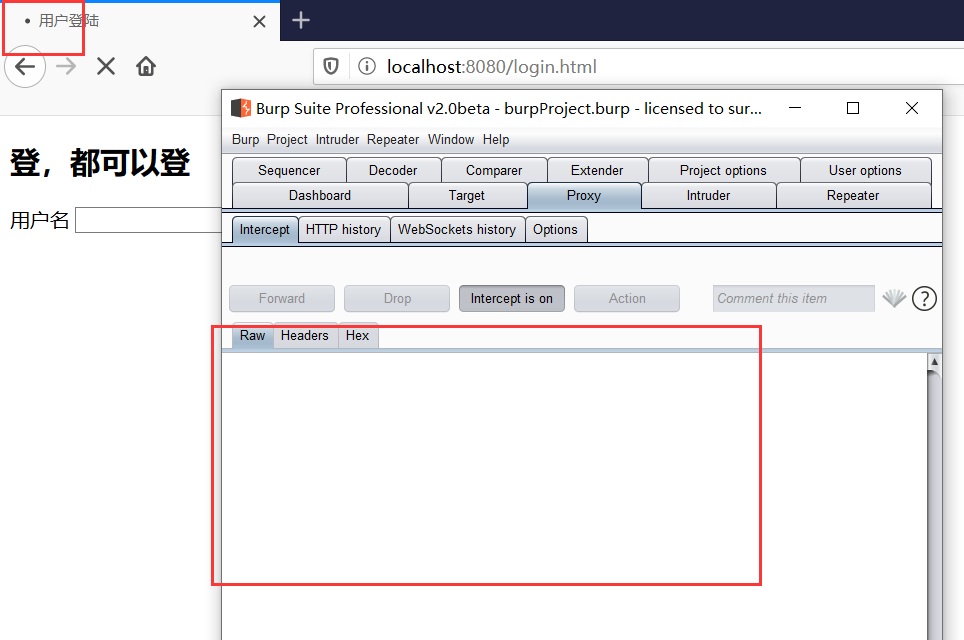 用户登陆
localhost:8080/login.html
登，都可以登
用户名
Burp Suite Professional v2.0beta - burpProject.burp - licensed to sur...
Burp Project Intruder Repeater Window Help
Sequencer Decoder Comparer Extender Project options User options
Dashboard Target Proxy Intruder Repeater
Intercept HTTP history WebSockets history Options
Forward Drop Intercept is on Action Comment this item ?
Raw Headers Hex